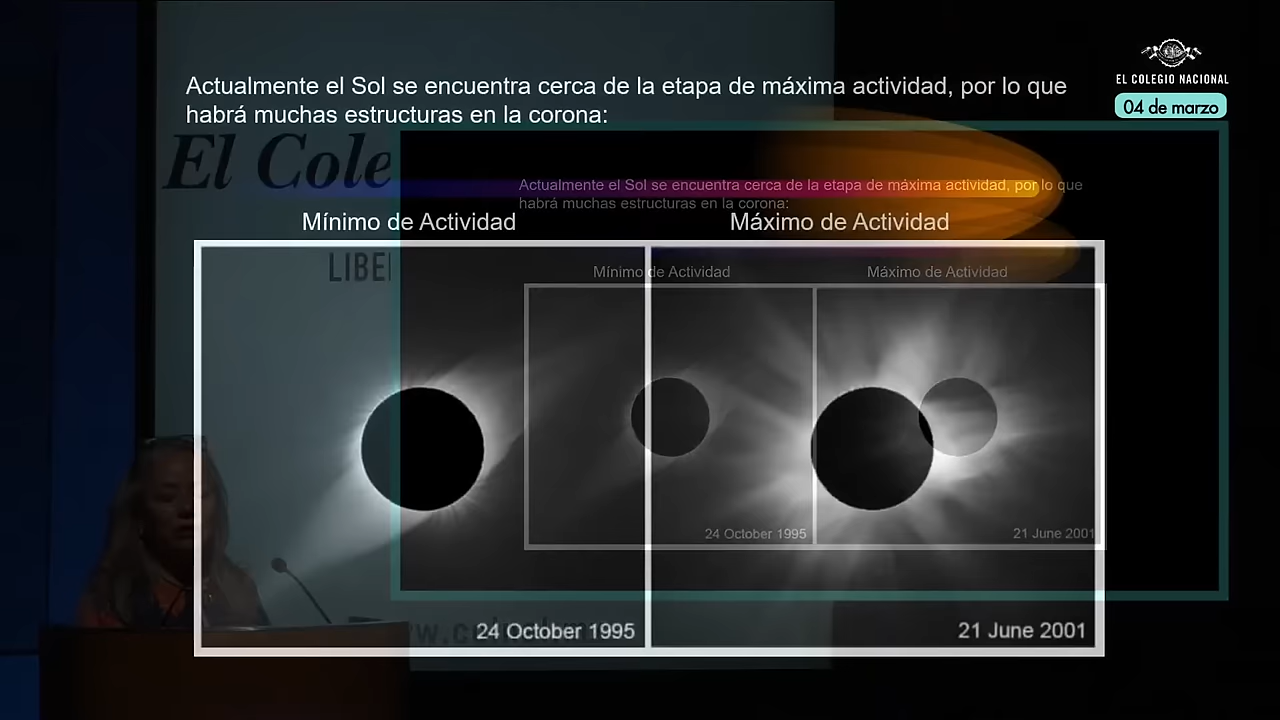 EL COLEGIO NACIONAL
04 de marzo
Actualmente el Sol se encuentra cerca de la etapa de máxima actividad, por lo que
habrá muchas estructuras en la corona:
El Cole
Actualmente el Sol se encuentra cerca de la etapa de máxima actividad, por lo que
habrá muchas estructuras en la corona:
Mínimo de Actividad
Máximo de Actividad
LIBE
Mínimo de Actividad
Máximo de Actividad
24 October 1995
21 June 2001
24 October 1995
21 June 2001